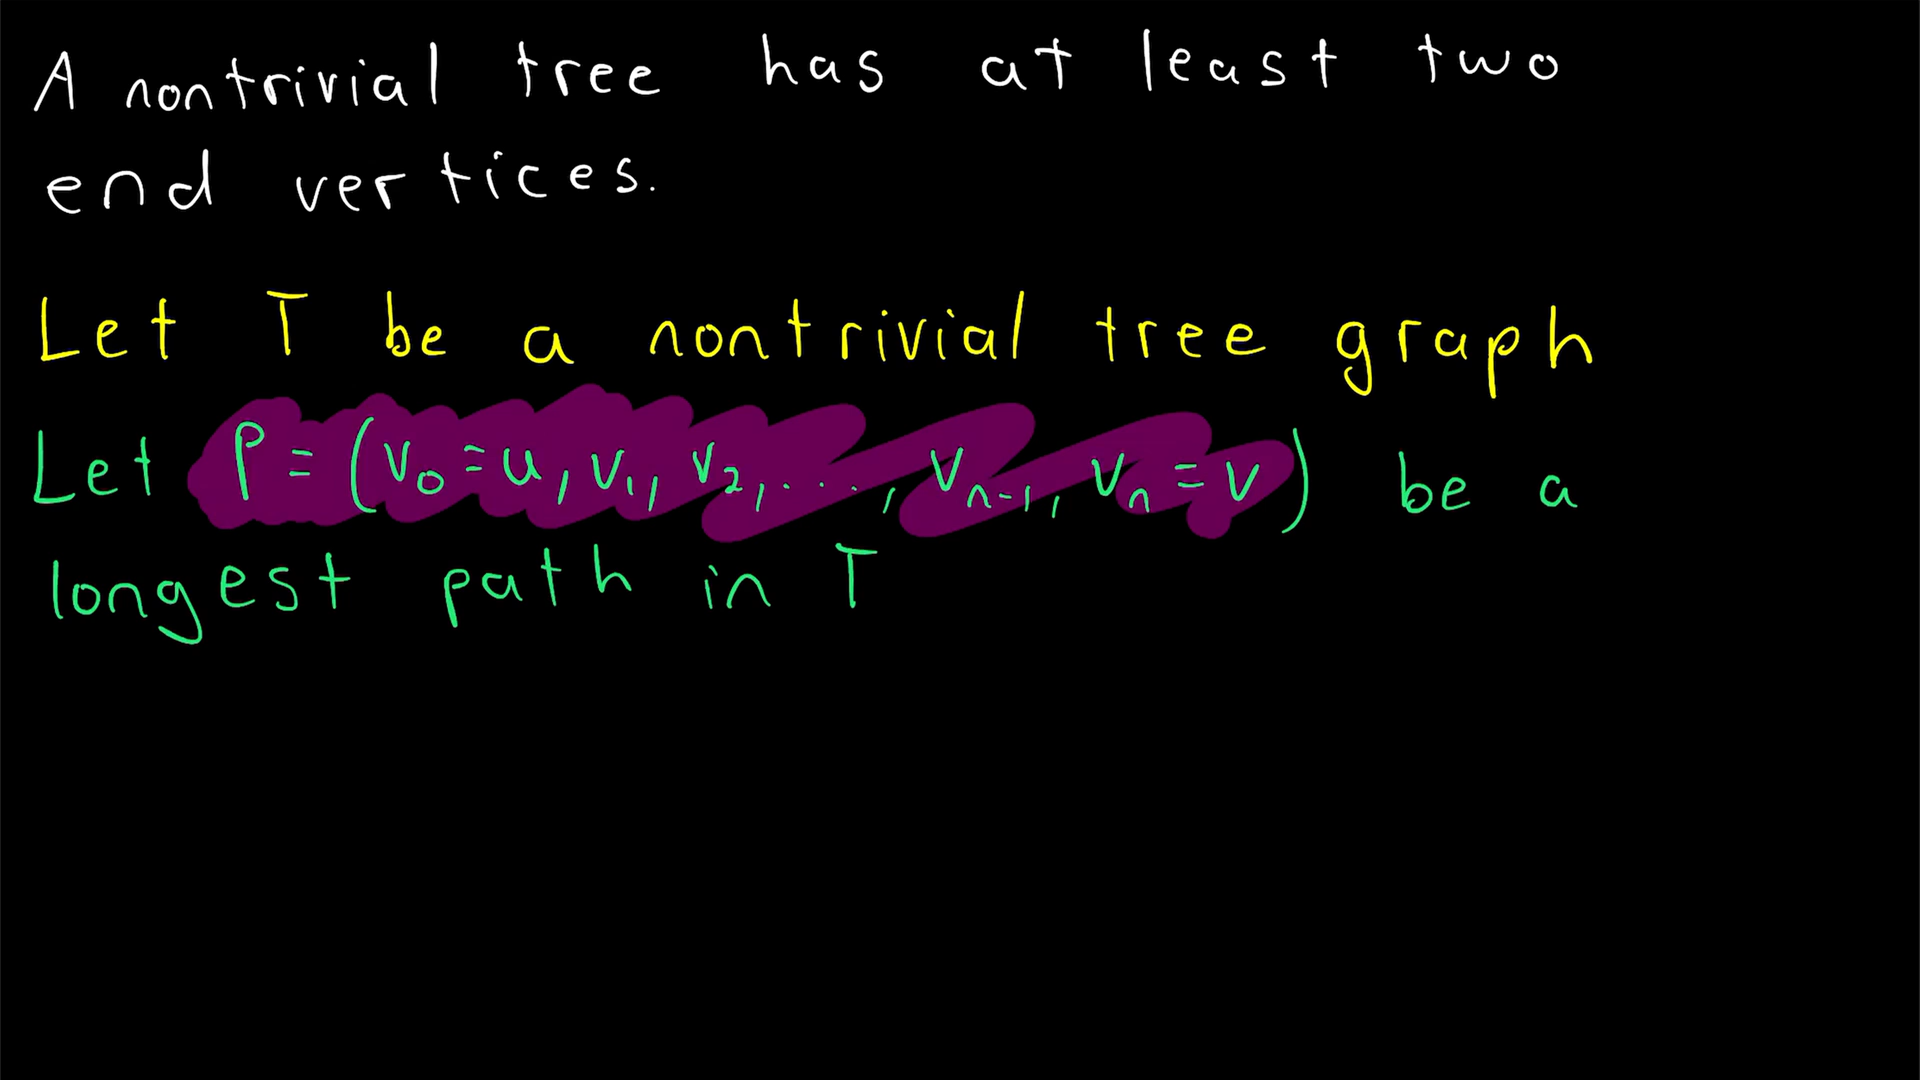 A nontrivial tree has at least two
end vertices.
Let T be a nontrivial tree graph
Let P = (v₀ = u, v₁, v₂, . . . , vₙ₋₁, vₙ = v) be a
longest path in T